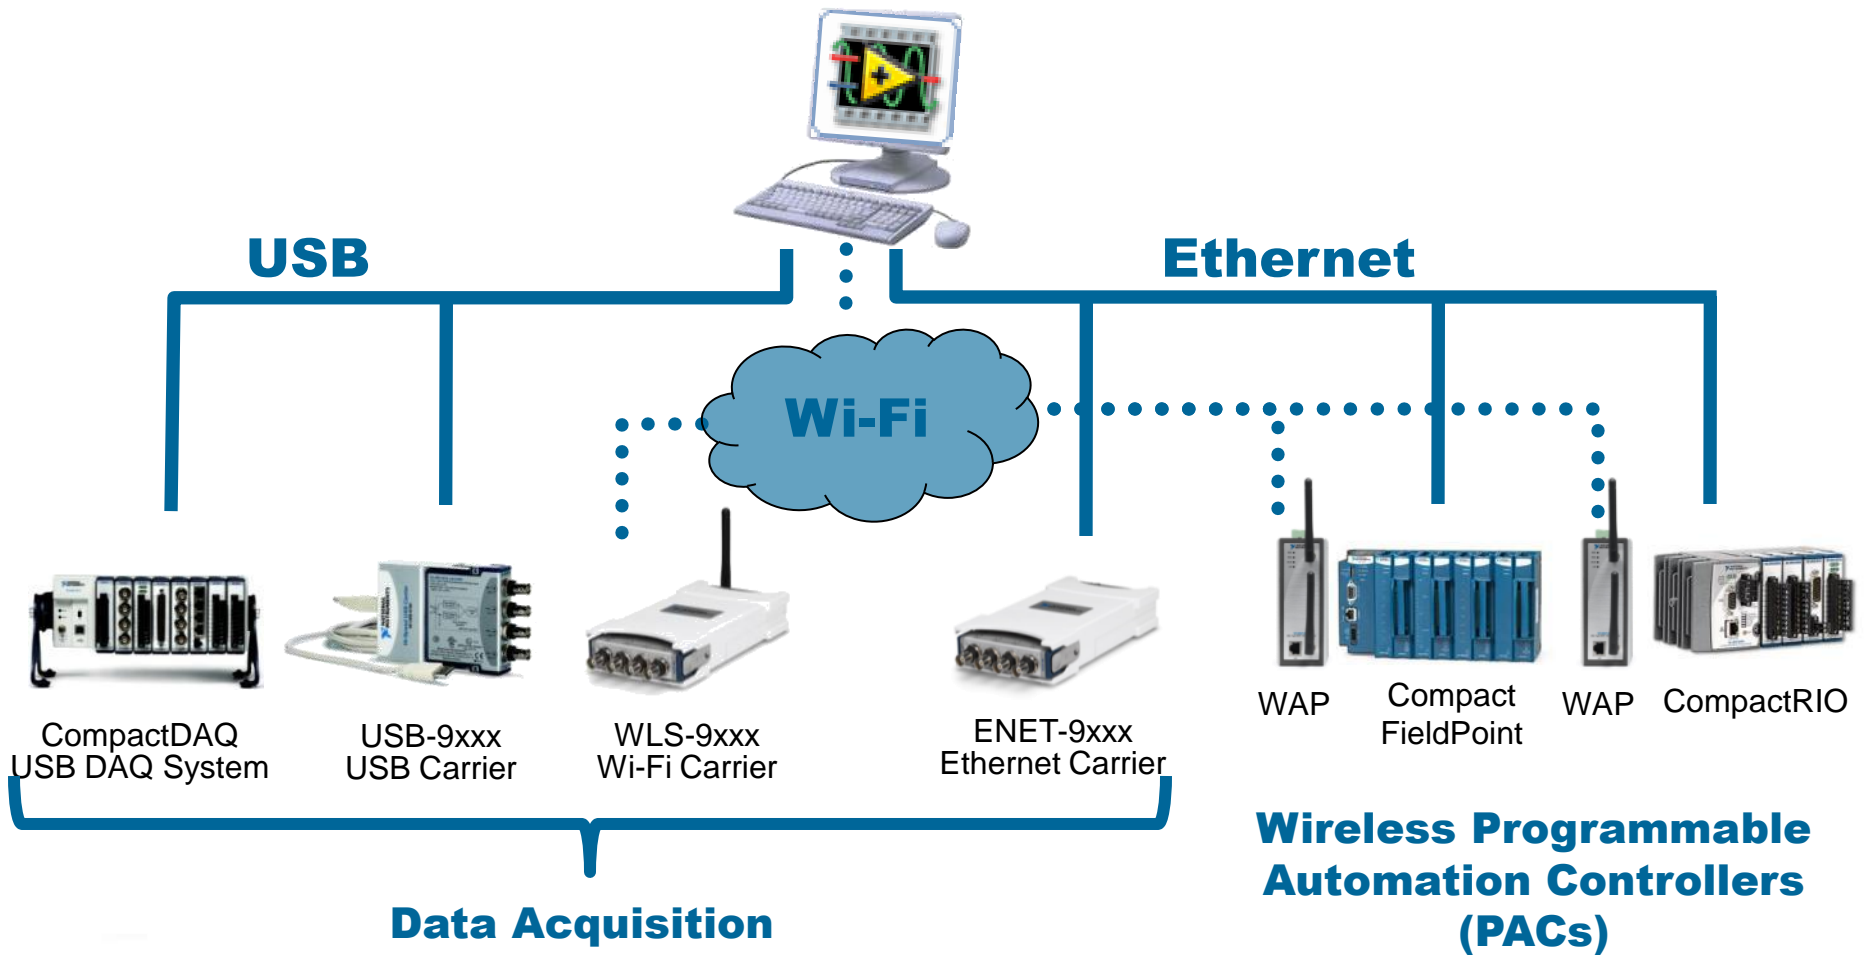 USB
Ethernet
Wi-Fi
CompactDAQ
USB DAQ System
USB-9xxx
USB Carrier
WLS-9xxx
Wi-Fi Carrier
ENET-9xxx
Ethernet Carrier
WAP
Compact
FieldPoint
WAP
CompactRIO
Data Acquisition
Wireless Programmable
Automation Controllers
(PACs)